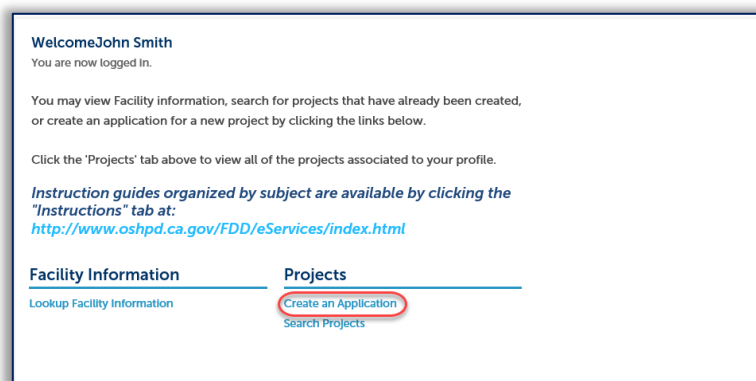 WelcomeJohn Smith
You are now logged in.
You may view Facility information, search for projects that have already been created,
or create an application for a new project by clicking the links below.
Click the 'Projects' tab above to view all of the projects associated to your profile.
Instruction guides organized by subject are available by clicking the
"Instructions" tab at:
http://www.oshpd.ca.gov/FDD/eServices/index.html
Facility Information
Lookup Facility Information
Projects
Create an Application
Search Projects